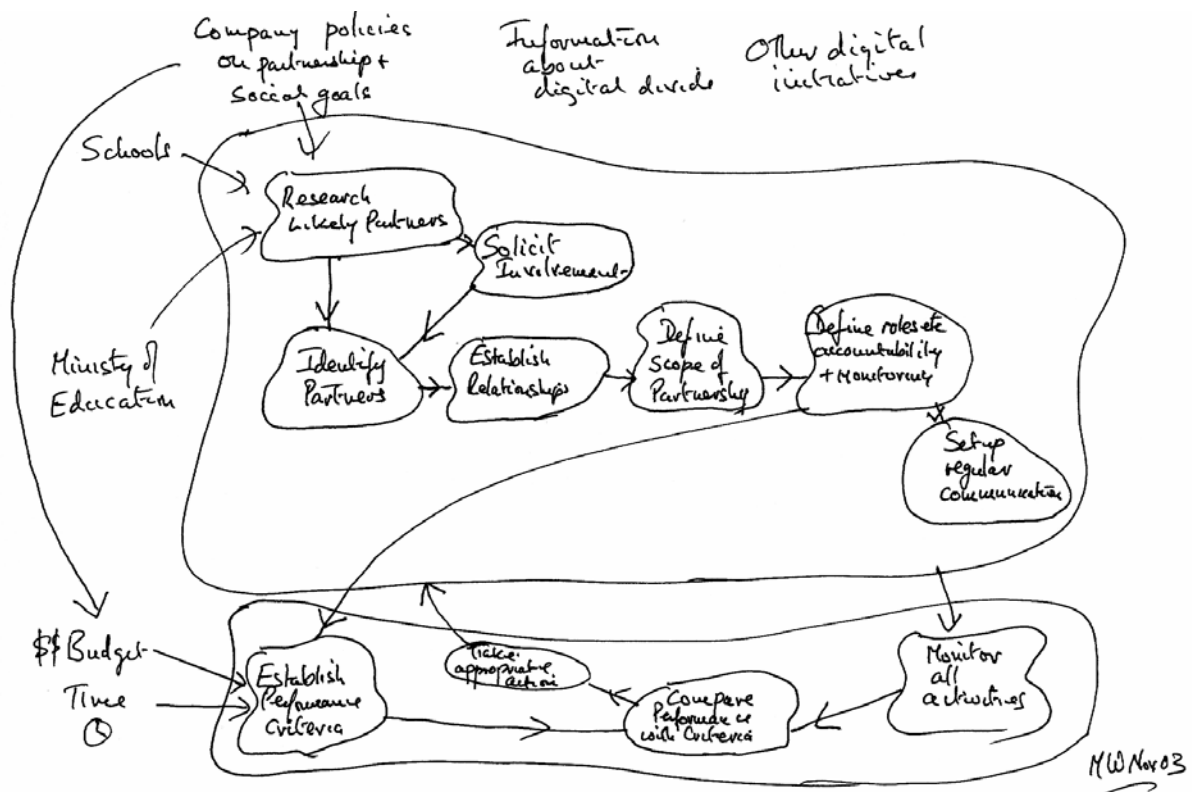 Company policies
on partnership +
social goals
Information
about
digital divide
Other digital
initiatives
Schools
Research
Likely Partners
Solicit
Involvement
Ministry of
Education
Identify
Partners
Establish
Relationships
Define
Scope of
Partnership
Define roles etc
accountability
+ Monitoring
Setup
regular
communication
$$ Budget
Time
Establish
Performance
Criteria
Take
appropriate
action
Compare
Performance
with Criteria
Monitor
all
activities
MW Nov 03